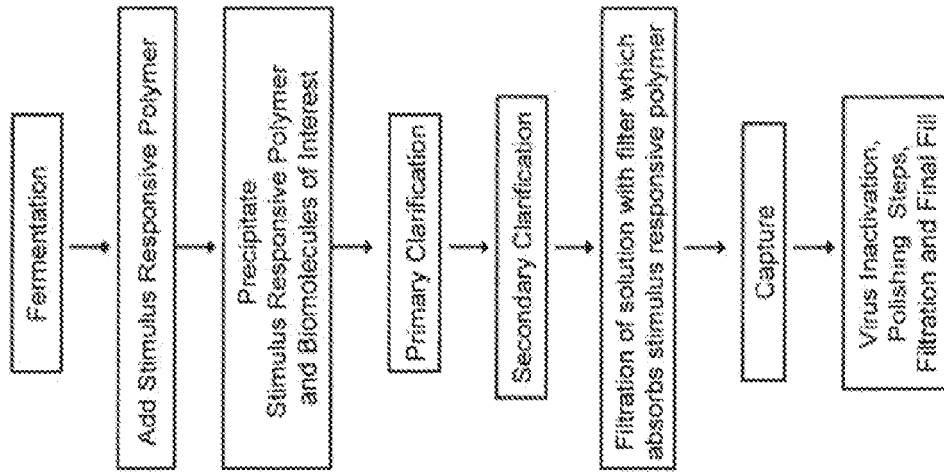 Fermentation
Add Stimulus Responsive Polymer
Precipitate
Stimulus Responsive Polymer
and Biomolecules of Interest
Primary Clarification
Secondary Clarification
Filtration of solution with filter which
absorbs stimulus responsive polymer
Capture
Virus Inactivation,
Polishing Steps,
Filtration and Final Fill